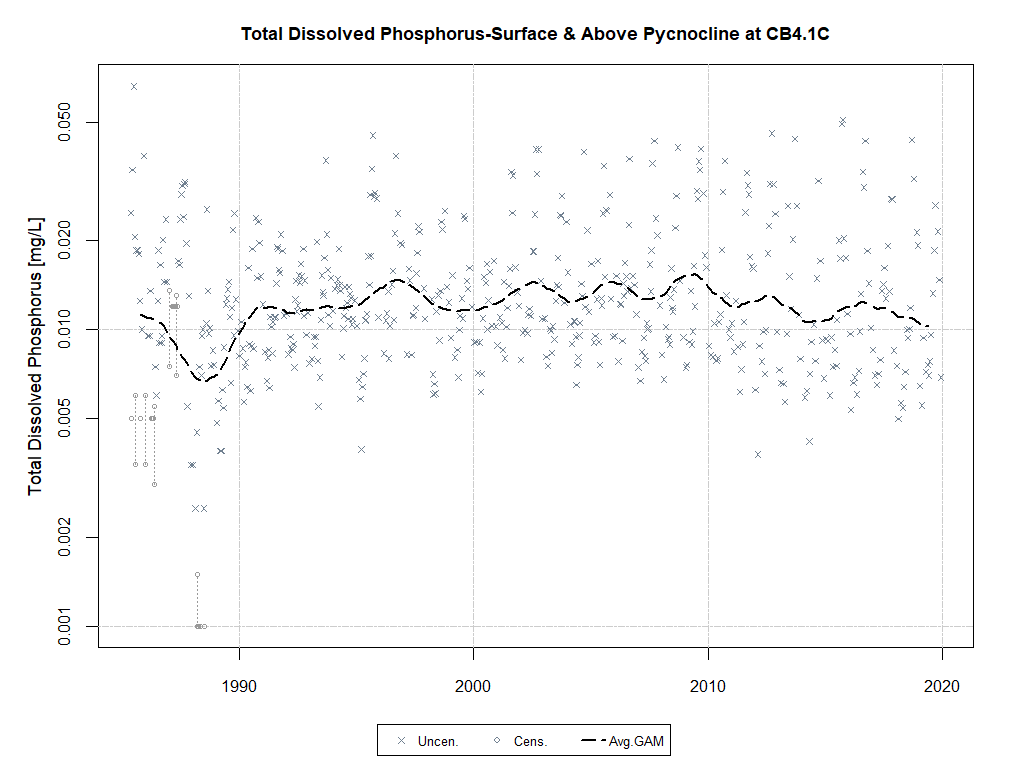 Total Dissolved Phosphorus-Surface & Above Pycnocline at CB4.1C
Total Dissolved Phosphorus [mg/L]
0.050
0.020
0.010
0.005
0.002
0.001
1990 2000 2010 2020
Uncen. Cens. Avg.GAM